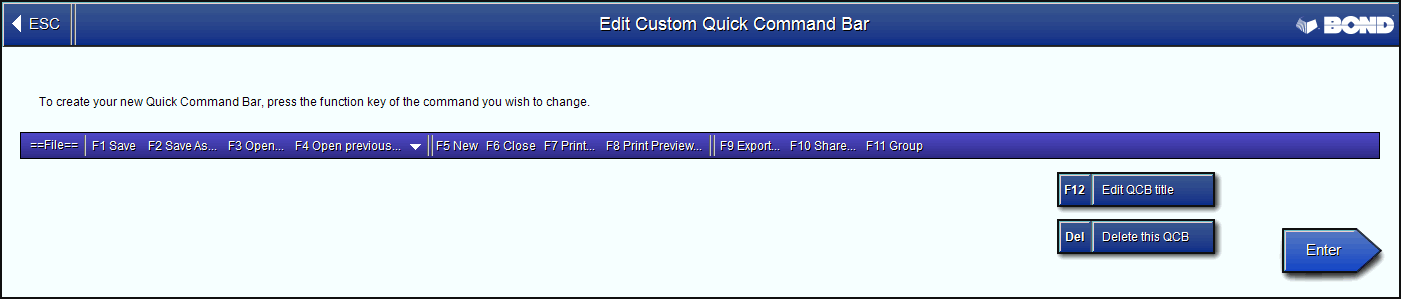 ESC Edit Custom Quick Command Bar BOND
To create your new Quick Command Bar, press the function key of the command you wish to change.
==File== F1 Save F2 Save As... F3 Open... F4 Open previous... F5 New F6 Close F7 Print... F8 Print Preview... F9 Export... F10 Share... F11 Group
F12 Edit QCB title
Del Delete this QCB
Enter